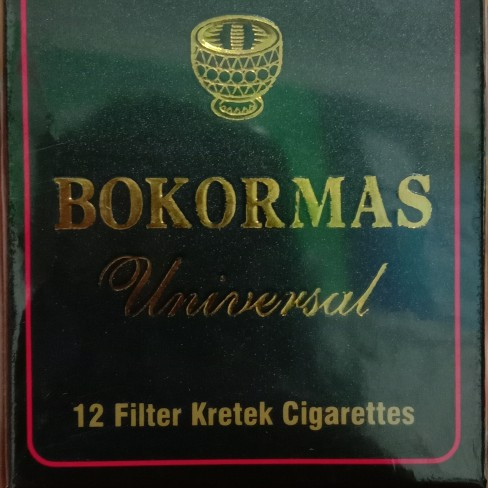 BOKORMAS
Universal
12 Filter Kretek Cigarettes